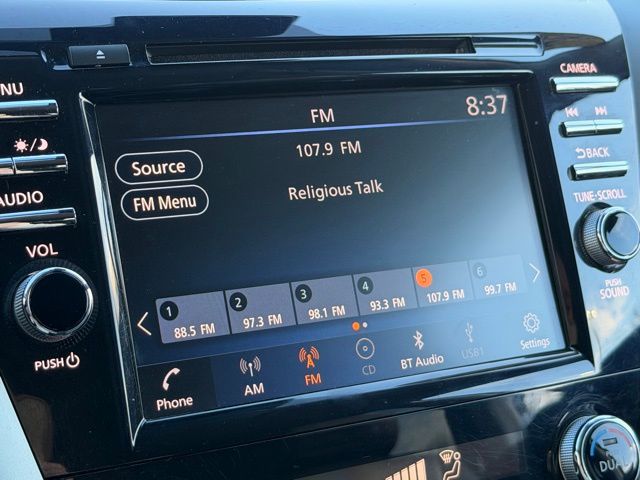 FM
8:37
107.9 FM
Religious Talk
Source
FM Menu
1 88.5 FM
2 97.3 FM
3 98.1 FM
4 93.3 FM
5 107.9 FM
6 99.7 FM
Phone
AM
FM
CD
BT Audio
USB1
Settings
NU
AUDIO
VOL
PUSH
CAMERA
BACK
TUNE·SCROLL
PUSH
SOUND
DUAL